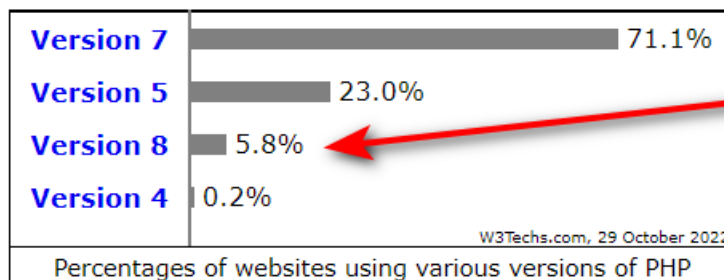 Version 7 71.1%
Version 5 23.0%
Version 8 5.8%
Version 4 0.2%
W3Techs.com, 29 October 2022
Percentages of websites using various versions of PHP